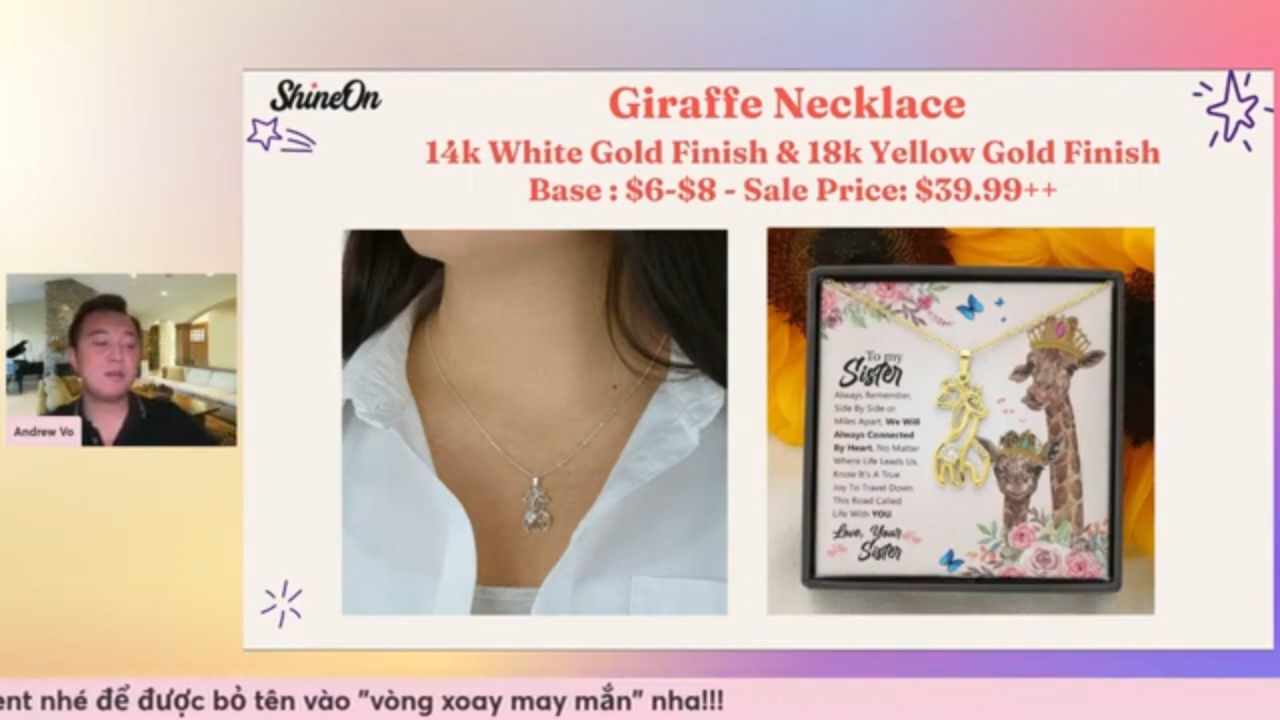 ShineOn
Giraffe Necklace
14k White Gold Finish & 18k Yellow Gold Finish
Base : $6-$8 - Sale Price: $39.99++
To my
Sister
Always Remember,
Side By Side or
Miles Apart, We Will
Always Connected
By Heart, No Matter
Where Life Leads Us,
Know It's A True
Joy To Travel Down
This Road Called
Life With YOU
Love, Your
Sister
Andrew Vo
ent nhé để được bỏ tên vào "vòng xoay may mắn" nha!!!